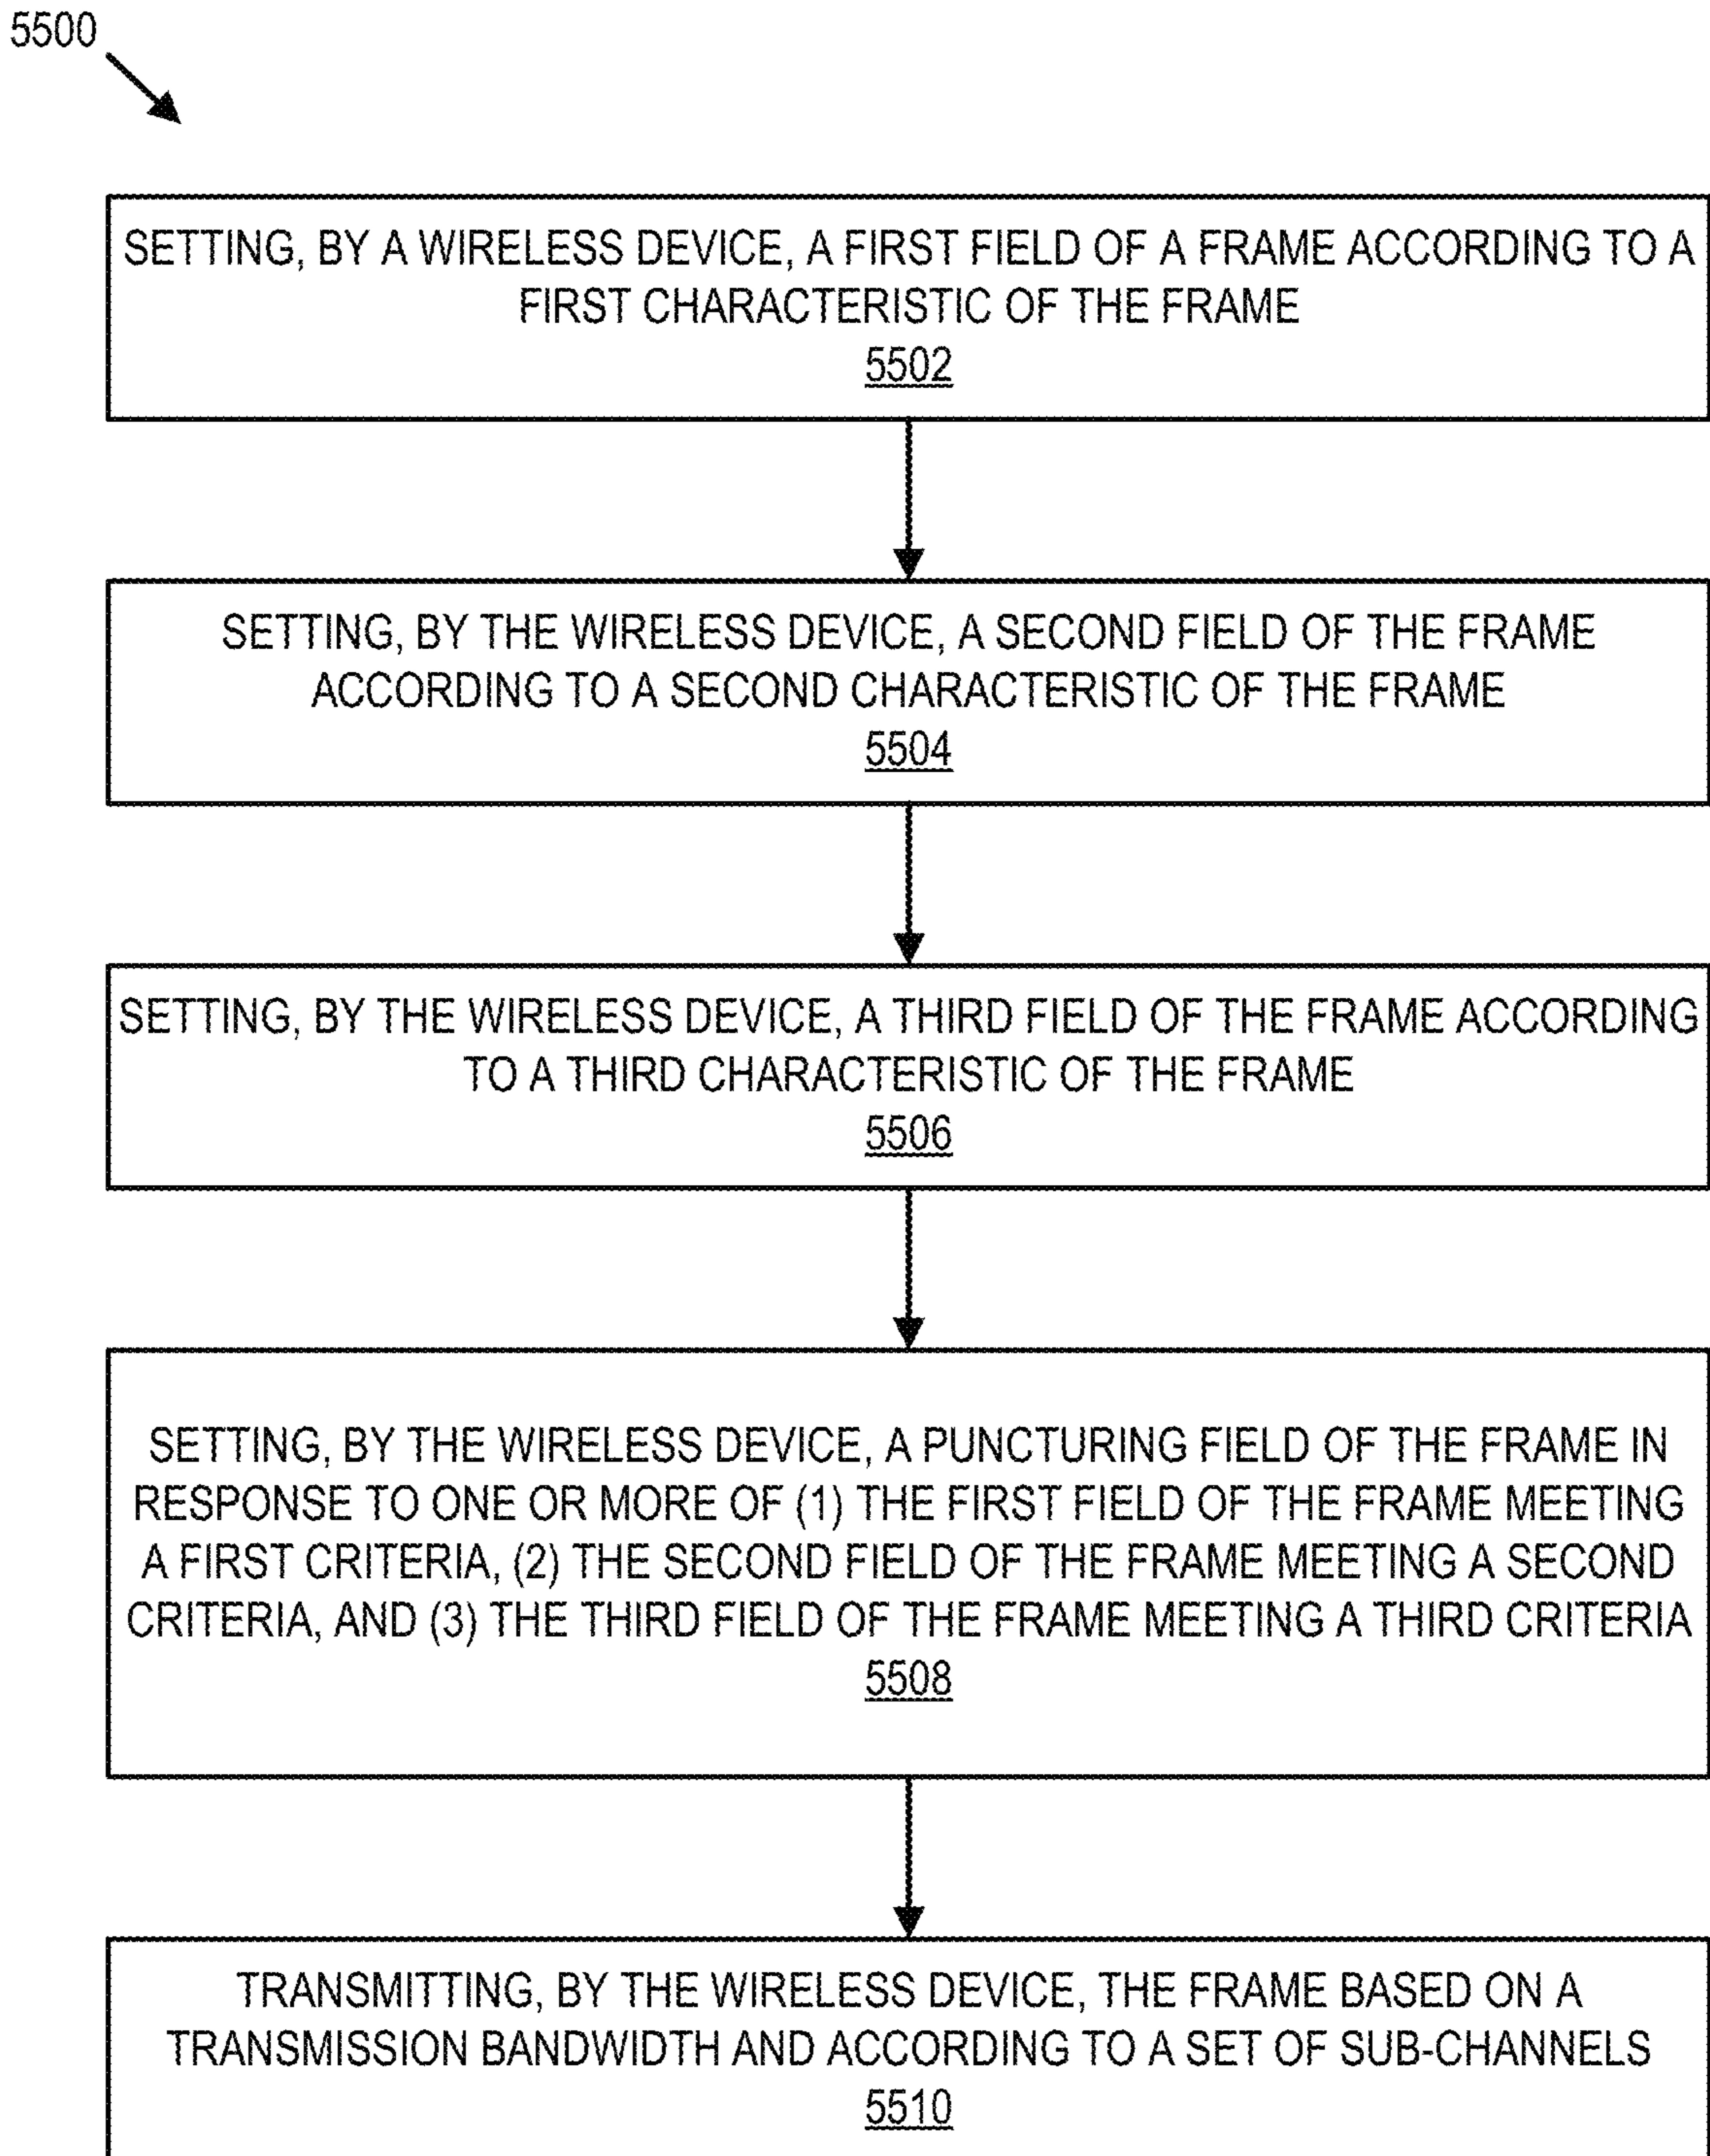 5500
SETTING, BY A WIRELESS DEVICE, A FIRST FIELD OF A FRAME ACCORDING TO A
FIRST CHARACTERISTIC OF THE FRAME
5502
SETTING, BY THE WIRELESS DEVICE, A SECOND FIELD OF THE FRAME
ACCORDING TO A SECOND CHARACTERISTIC OF THE FRAME
5504
SETTING, BY THE WIRELESS DEVICE, A THIRD FIELD OF THE FRAME ACCORDING
TO A THIRD CHARACTERISTIC OF THE FRAME
5506
SETTING, BY THE WIRELESS DEVICE, A PUNCTURING FIELD OF THE FRAME IN
RESPONSE TO ONE OR MORE OF (1) THE FIRST FIELD OF THE FRAME MEETING
A FIRST CRITERIA, (2) THE SECOND FIELD OF THE FRAME MEETING A SECOND
CRITERIA, AND (3) THE THIRD FIELD OF THE FRAME MEETING A THIRD CRITERIA
5508
TRANSMITTING, BY THE WIRELESS DEVICE, THE FRAME BASED ON A
TRANSMISSION BANDWIDTH AND ACCORDING TO A SET OF SUB-CHANNELS
5510